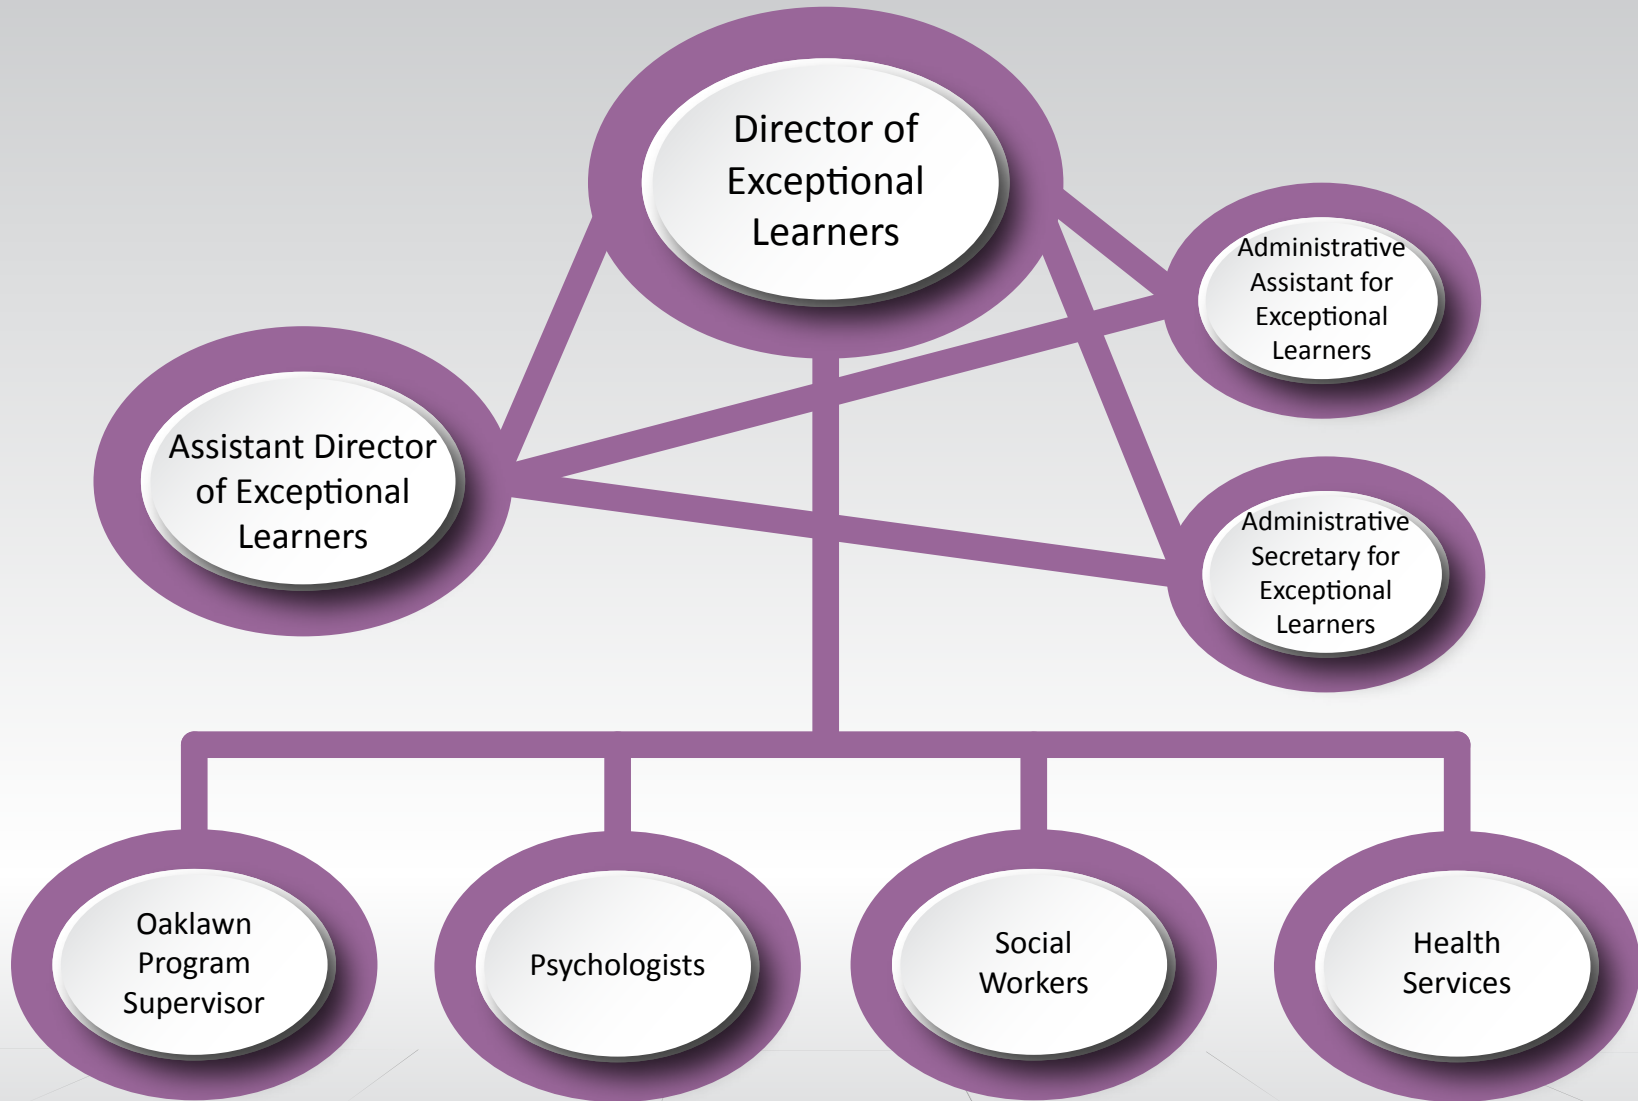 Director of
Exceptional
Learners
Administrative
Assistant for
Exceptional
Learners
Assistant Director
of Exceptional
Learners
Administrative
Secretary for
Exceptional
Learners
Oaklawn
Program
Supervisor
Psychologists
Social
Workers
Health
Services